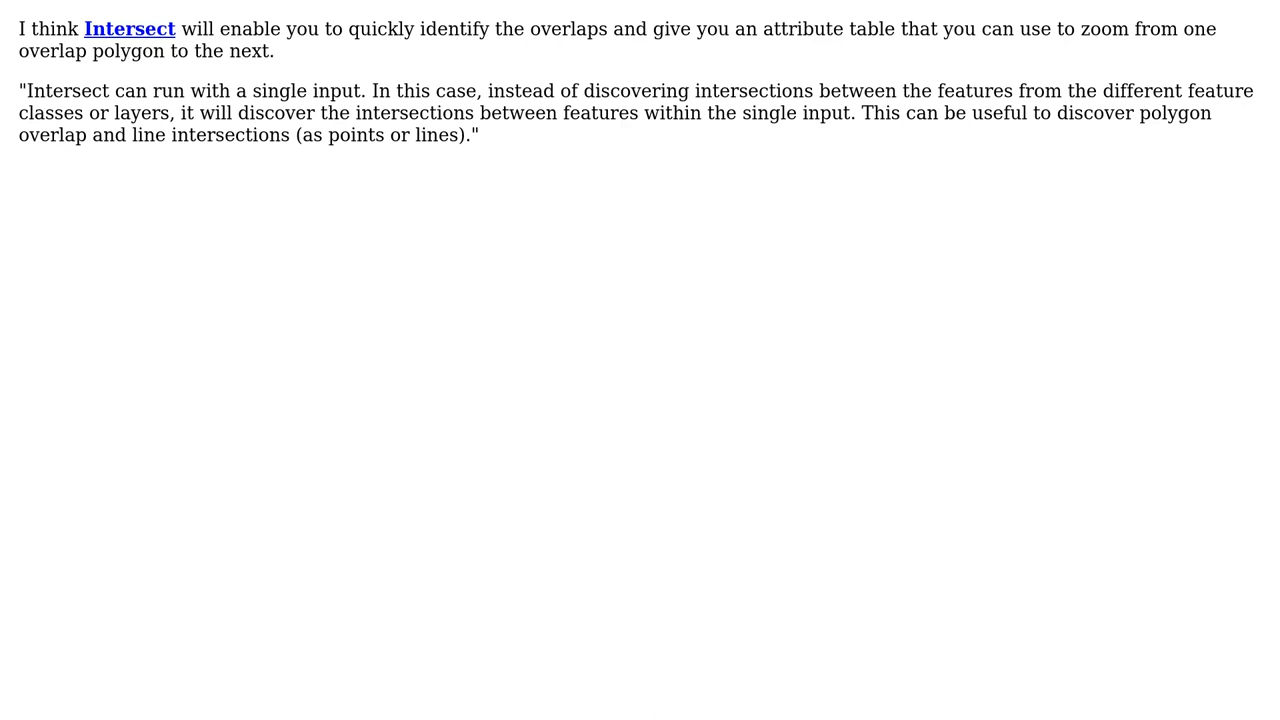 I think Intersect will enable you to quickly identify the overlaps and give you an attribute table that you can use to zoom from one
overlap polygon to the next.
"Intersect can run with a single input. In this case, instead of discovering intersections between the features from the different feature
classes or layers, it will discover the intersections between features within the single input. This can be useful to discover polygon
overlap and line intersections (as points or lines)."